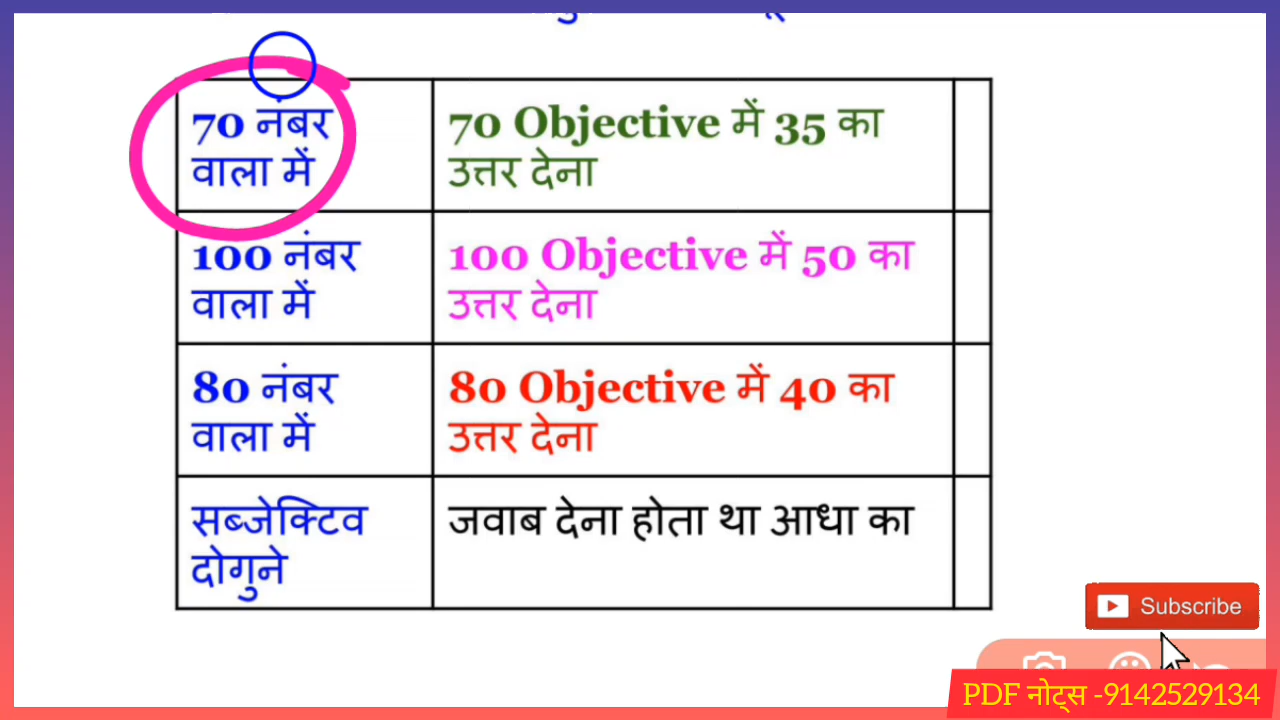 70 नंबर
वाला में
70 Objective में 35 का
उत्तर देना
100 नंबर
वाला में
100 Objective में 50 का
उत्तर देना
80 नंबर
वाला में
80 Objective में 40 का
उत्तर देना
सब्जेक्टिव
दोगुने
जवाब देना होता था आधा का
Subscribe
PDF नोट्स -9142529134